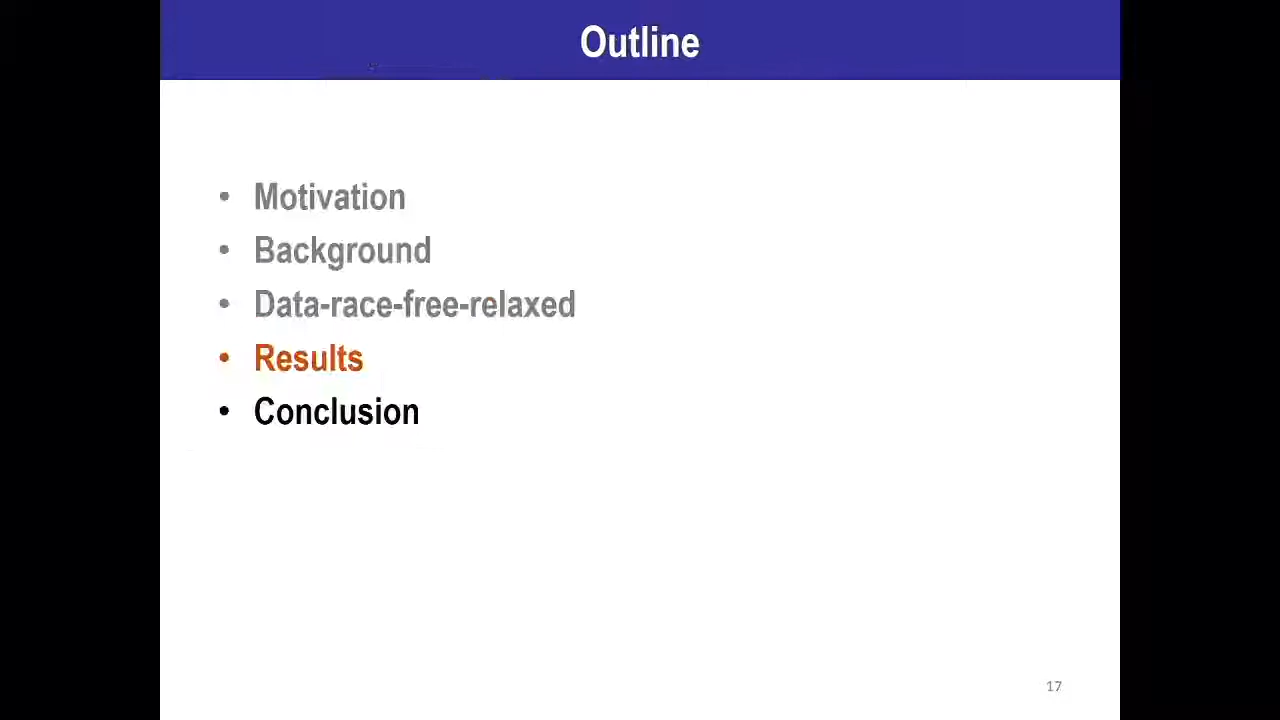 Outline
• Motivation
• Background
• Data-race-free-relaxed
• Results
• Conclusion
17